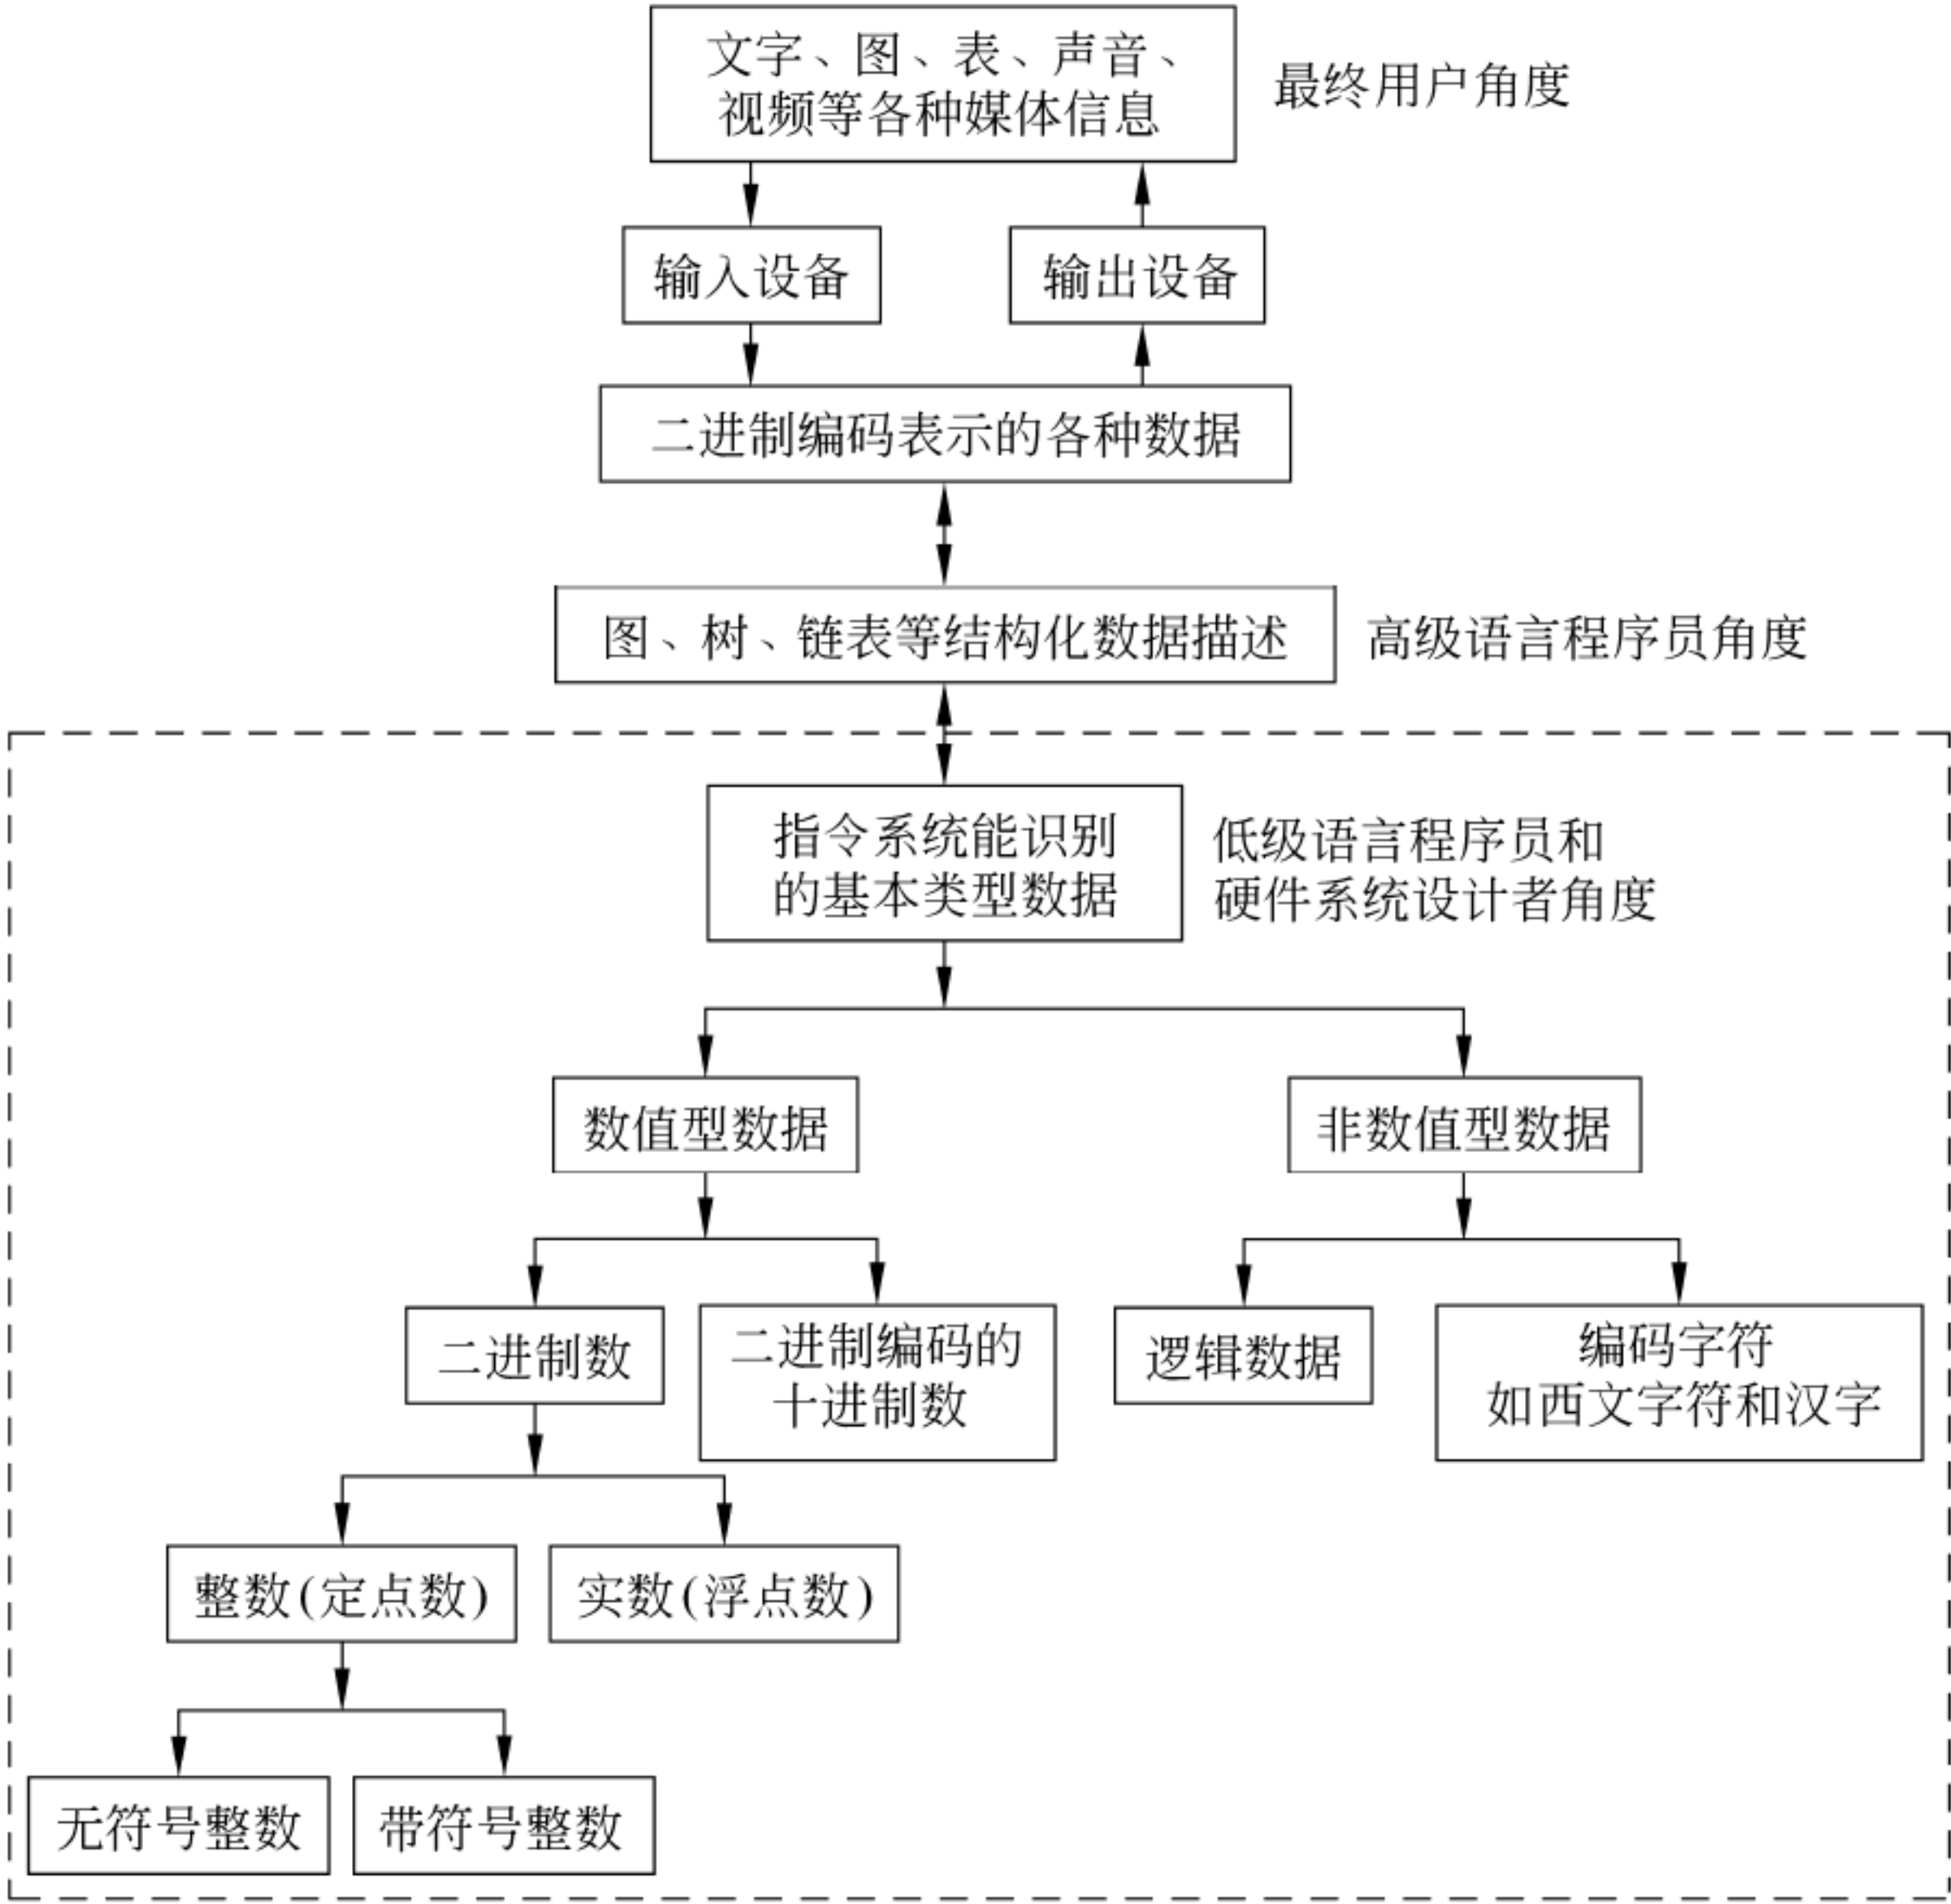 文字、图、表、声音、
视频等各种媒体信息
最终用户角度
输入设备
输出设备
二进制编码表示的各种数据
图、树、链表等结构化数据描述
高级语言程序员角度
指令系统能识别
的基本类型数据
低级语言程序员和
硬件系统设计者角度
数值型数据
非数值型数据
二进制数
二进制编码的
十进制数
逻辑数据
编码字符
如西文字符和汉字
整数(定点数)
实数(浮点数)
无符号整数
带符号整数